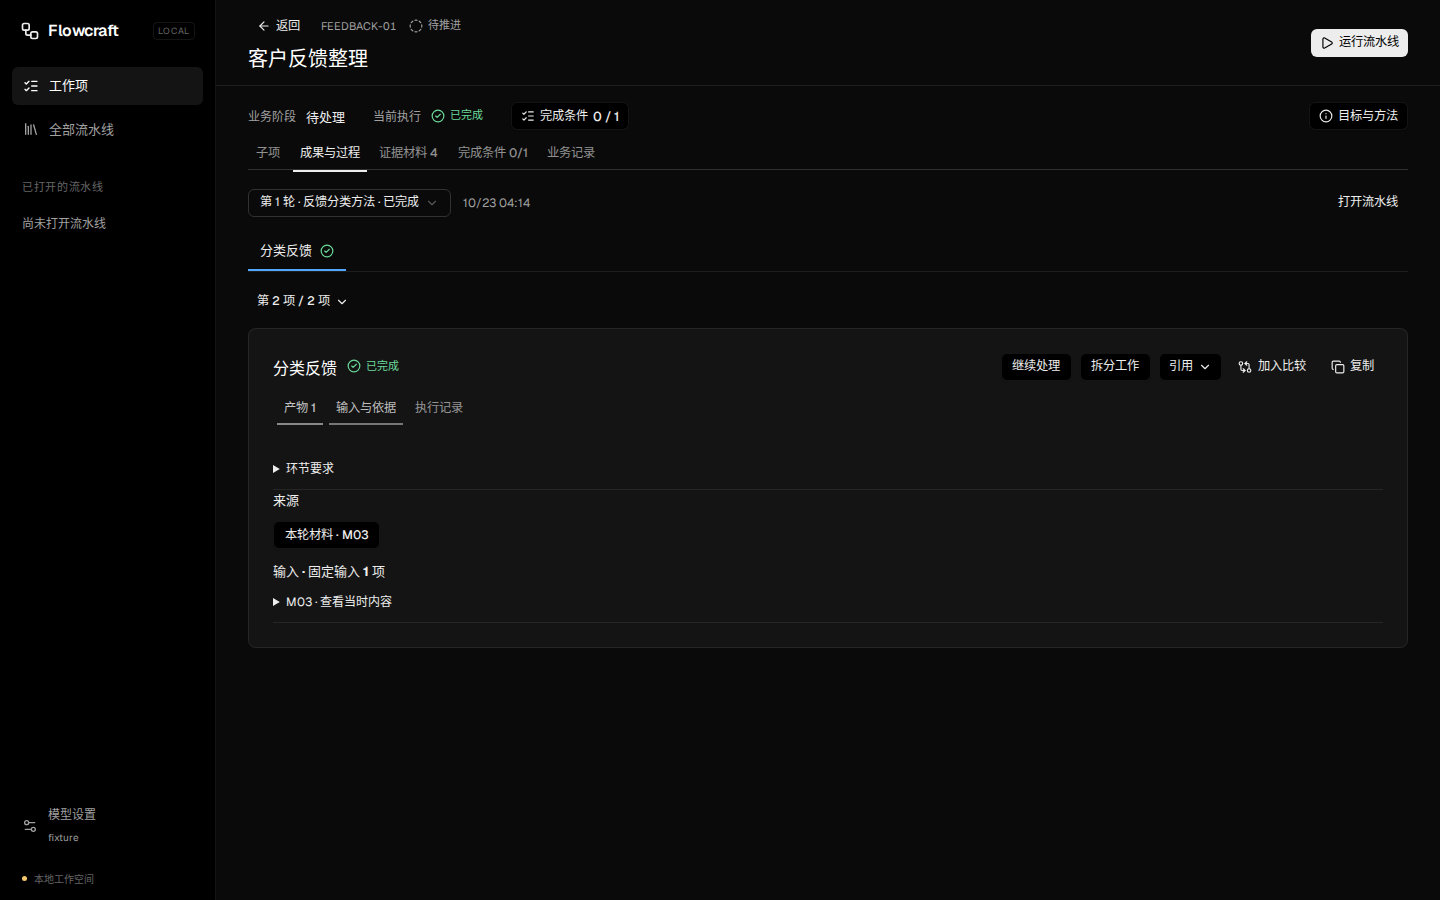 Flowcraft
LOCAL
工作项
全部流水线
已打开的流水线
尚未打开流水线
模型设置
fixture
本地工作空间
返回
FEEDBACK-01
待推进
客户反馈整理
运行流水线
业务阶段 待处理
当前执行 已完成
完成条件 0 / 1
目标与方法
子项
成果与过程
证据材料 4
完成条件 0/1
业务记录
第 1 轮 · 反馈分类方法 · 已完成
10/23 04:14
打开流水线
分类反馈
第 2 项 / 2 项
分类反馈 已完成
继续处理
拆分工作
引用
加入比较
复制
产物 1
输入与依据
执行记录
环节要求
来源
本轮材料 · M03
输入 · 固定输入 1 项
M03 · 查看当时内容